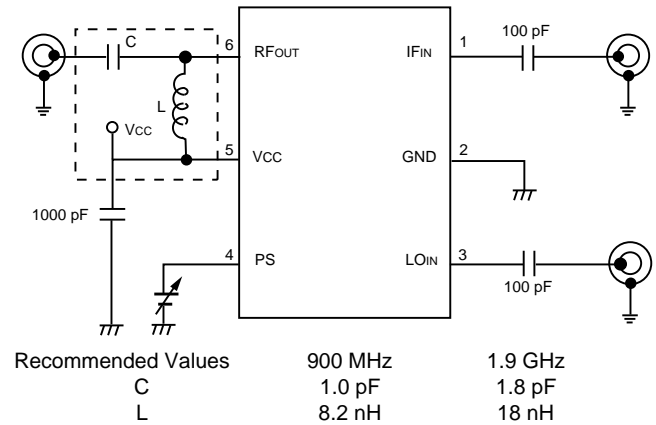 C
6
RFOUT
IFIN
1
100 pF
L
VCC
5
VCC
GND
2
1000 pF
4
PS
LOIN
3
100 pF
Recommended Values 900 MHz 1.9 GHz
C 1.0 pF 1.8 pF
L 8.2 nH 18 nH